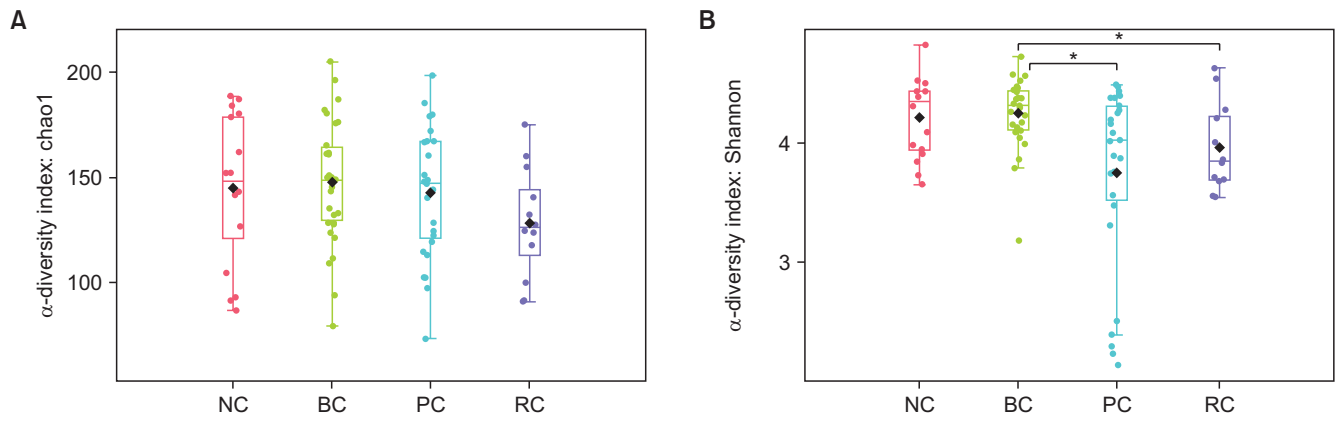 A
α-diversity index: chao1
200
150
100
NC BC PC RC
B
α-diversity index: Shannon
4
3
* *
NC BC PC RC